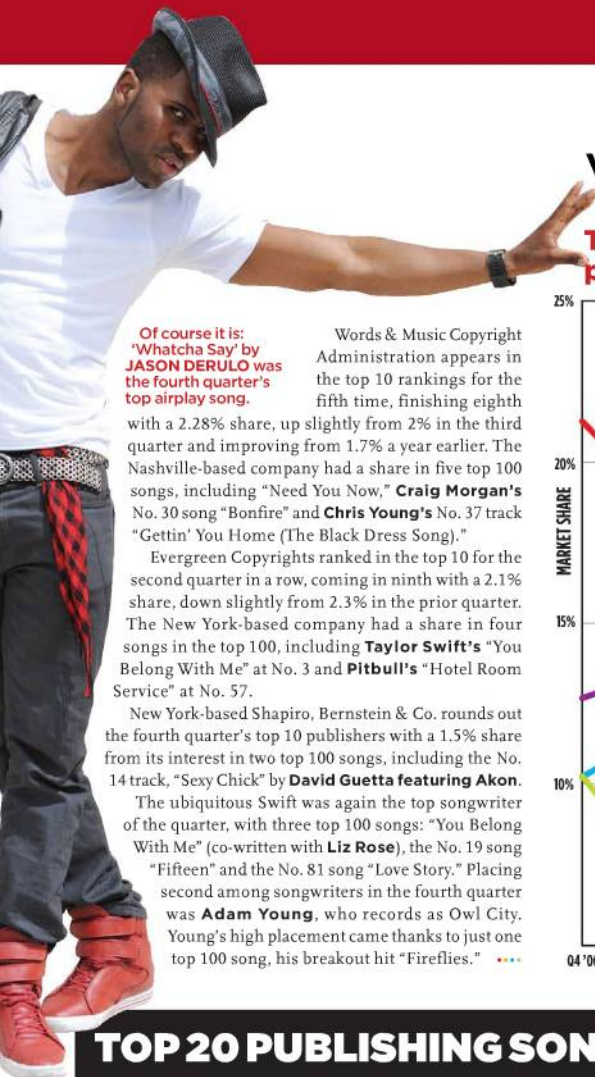 Of course it is:
'Whatcha Say' by
JASON DERULO was
the fourth quarter's
top airplay song.
Words & Music Copyright
Administration appears in
the top 10 rankings for the
fifth time, finishing eighth
with a 2.28% share, up slightly from 2% in the third
quarter and improving from 1.7% a year earlier. The
Nashville-based company had a share in five top 100
songs, including "Need You Now," Craig Morgan's
No. 30 song "Bonfire" and Chris Young's No. 37 track
"Gettin' You Home (The Black Dress Song)."
Evergreen Copyrights ranked in the top 10 for the
second quarter in a row, coming in ninth with a 2.1%
share, down slightly from 2.3% in the prior quarter.
The New York-based company had a share in four
songs in the top 100, including Taylor Swift's "You
Belong With Me" at No. 3 and Pitbull's "Hotel Room
Service" at No. 57.
New York-based Shapiro, Bernstein & Co. rounds out
the fourth quarter's top 10 publishers with a 1.5% share
from its interest in two top 100 songs, including the No.
14 track, "Sexy Chick" by David Guetta featuring Akon.
The ubiquitous Swift was again the top songwriter
of the quarter, with three top 100 songs: "You Belong
With Me" (co-written with Liz Rose), the No. 19 song
"Fifteen" and the No. 81 song "Love Story." Placing
second among songwriters in the fourth quarter
was Adam Young, who records as Owl City.
Young's high placement came thanks to just one
top 100 song, his breakout hit "Fireflies."
25%
20%
MARKET SHARE
15%
10%
Q4 '0
TOP 20 PUBLISHING SON